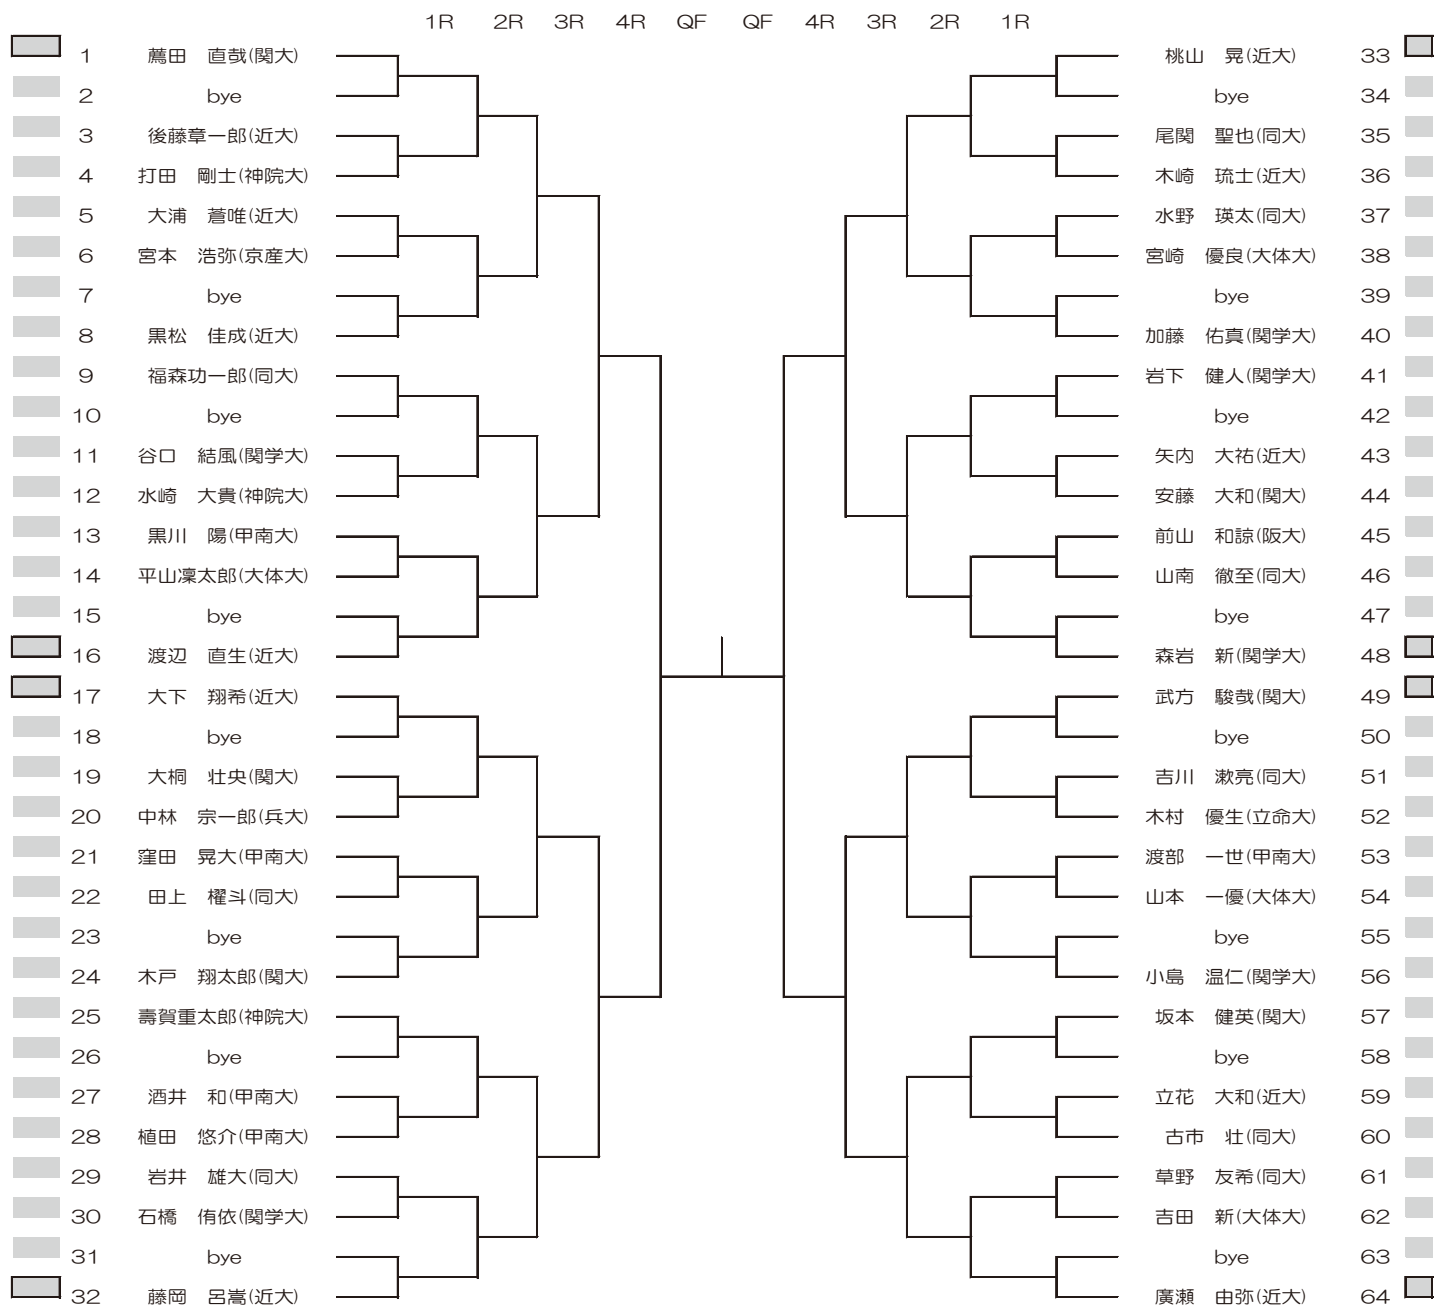 1R 2R 3R 4R QF QF 4R 3R 2R 1R
1 薦田　直哉(関大)
2 bye
3 後藤章一郎(近大)
4 打田　剛士(神院大)
5 大浦　蒼唯(近大)
6 宮本　浩弥(京産大)
7 bye
8 黒松　佳成(近大)
9 福森功一郎(同大)
10 bye
11 谷口　結風(関学大)
12 水崎　大貴(神院大)
13 黒川　陽(甲南大)
14 平山凜太郎(大体大)
15 bye
16 渡辺　直生(近大)
17 大下　翔希(近大)
18 bye
19 大桐　壮央(関大)
20 中林　宗一郎(兵大)
21 窪田　晃大(甲南大)
22 田上　櫂斗(同大)
23 bye
24 木戸　翔太郎(関大)
25 壽賀重太郎(神院大)
26 bye
27 酒井　和(甲南大)
28 植田　悠介(甲南大)
29 岩井　雄大(同大)
30 石橋　侑依(関学大)
31 bye
32 藤岡　呂嵩(近大)
桃山　晃(近大) 33
bye 34
尾関　聖也(同大) 35
木崎　琉士(近大) 36
水野　瑛太(同大) 37
宮崎　優良(大体大) 38
bye 39
加藤　佑真(関学大) 40
岩下　健人(関学大) 41
bye 42
矢内　大祐(近大) 43
安藤　大和(関大) 44
前山　和諒(阪大) 45
山南　徹至(同大) 46
bye 47
森岩　新(関学大) 48
武方　駿哉(関大) 49
bye 50
吉川　漱亮(同大) 51
木村　優生(立命大) 52
渡部　一世(甲南大) 53
山本　一優(大体大) 54
bye 55
小島　温仁(関学大) 56
坂本　健英(関大) 57
bye 58
立花　大和(近大) 59
古市　壮(同大) 60
草野　友希(同大) 61
吉田　新(大体大) 62
bye 63
廣瀬　由弥(近大) 64